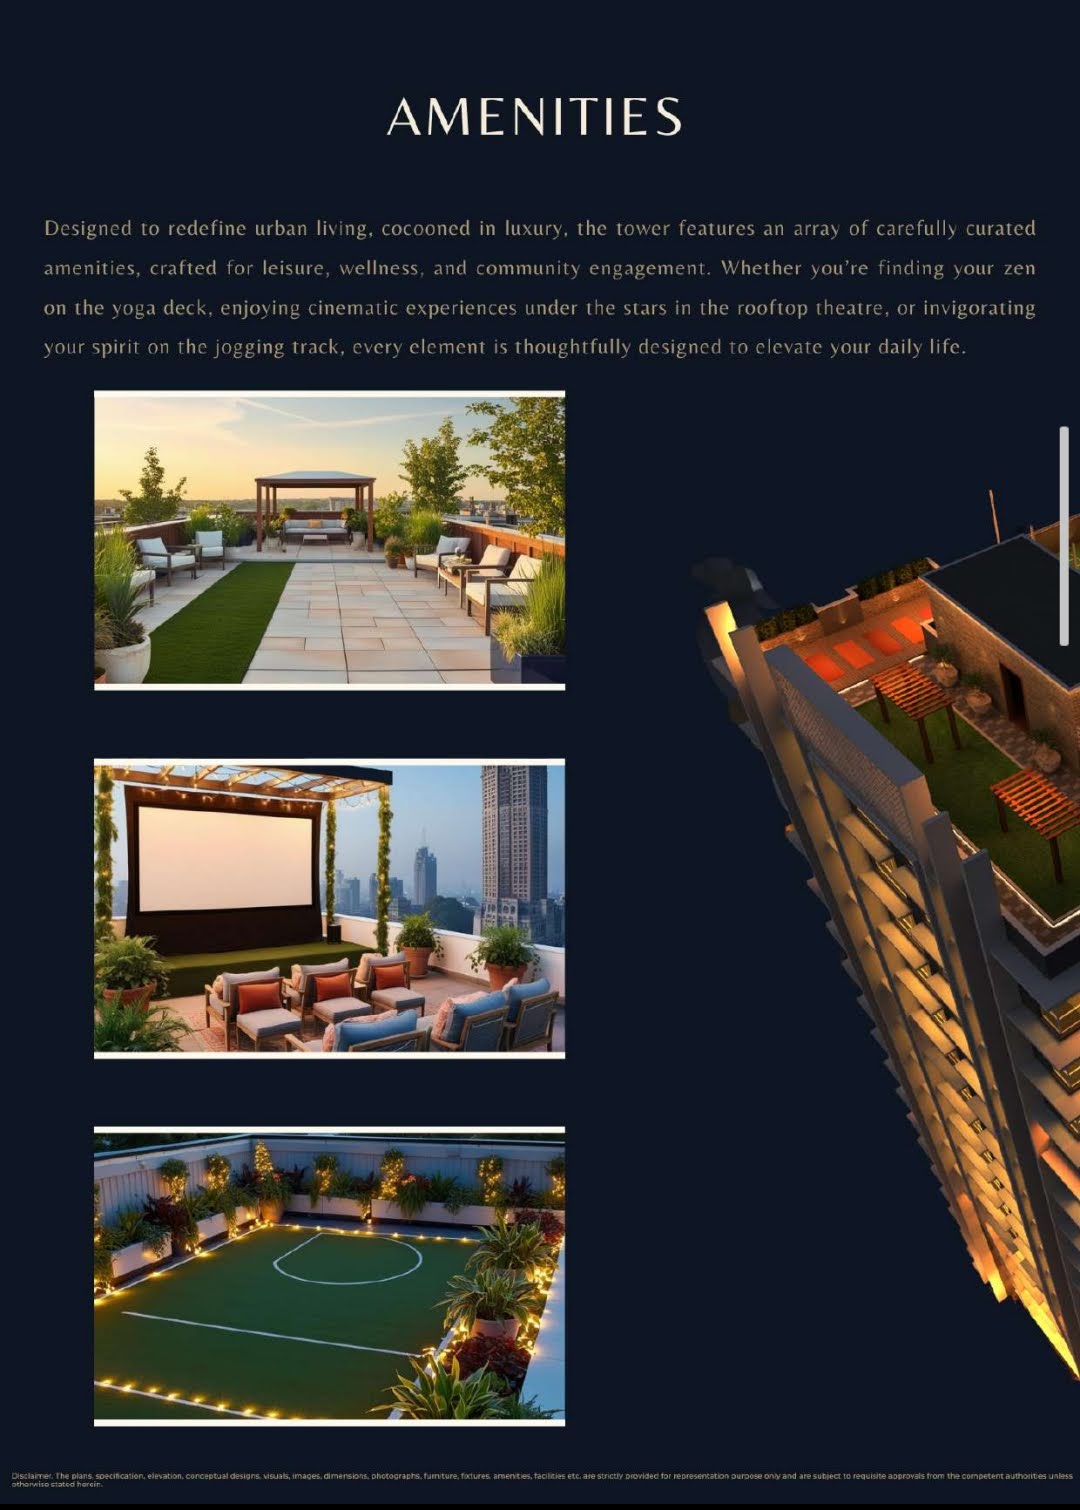 AMENITIES
Designed to redefine urban living, cocooned in luxury, the tower features an array of carefully curated
amenities, crafted for leisure, wellness, and community engagement. Whether you’re finding your zen
on the yoga deck, enjoying cinematic experiences under the stars in the rooftop theatre, or invigorating
your spirit on the jogging track, every element is thoughtfully designed to elevate your daily life.
Disclaimer. The plans, specification, elevation, conceptual designs, visuals, images, dimensions, photographs, furniture, fixtures, amenities, facilities etc. are strictly provided for representation purpose only and are subject to requisite approvals from the competent authorities unless
otherwise stated herein.